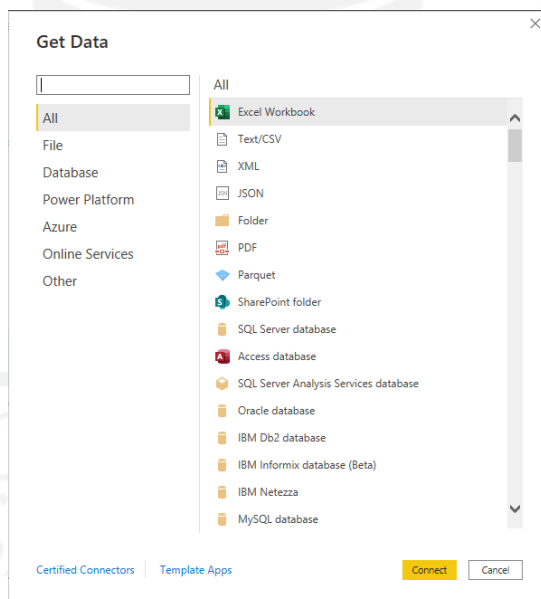 Get Data
All
File
Database
Power Platform
Azure
Online Services
Other
All
Excel Workbook
Text/CSV
XML
JSON
Folder
PDF
Parquet
SharePoint folder
SQL Server database
Access database
SQL Server Analysis Services database
Oracle database
IBM Db2 database
IBM Informix database (Beta)
IBM Netezza
MySQL database
Certified Connectors
Template Apps
Connect
Cancel